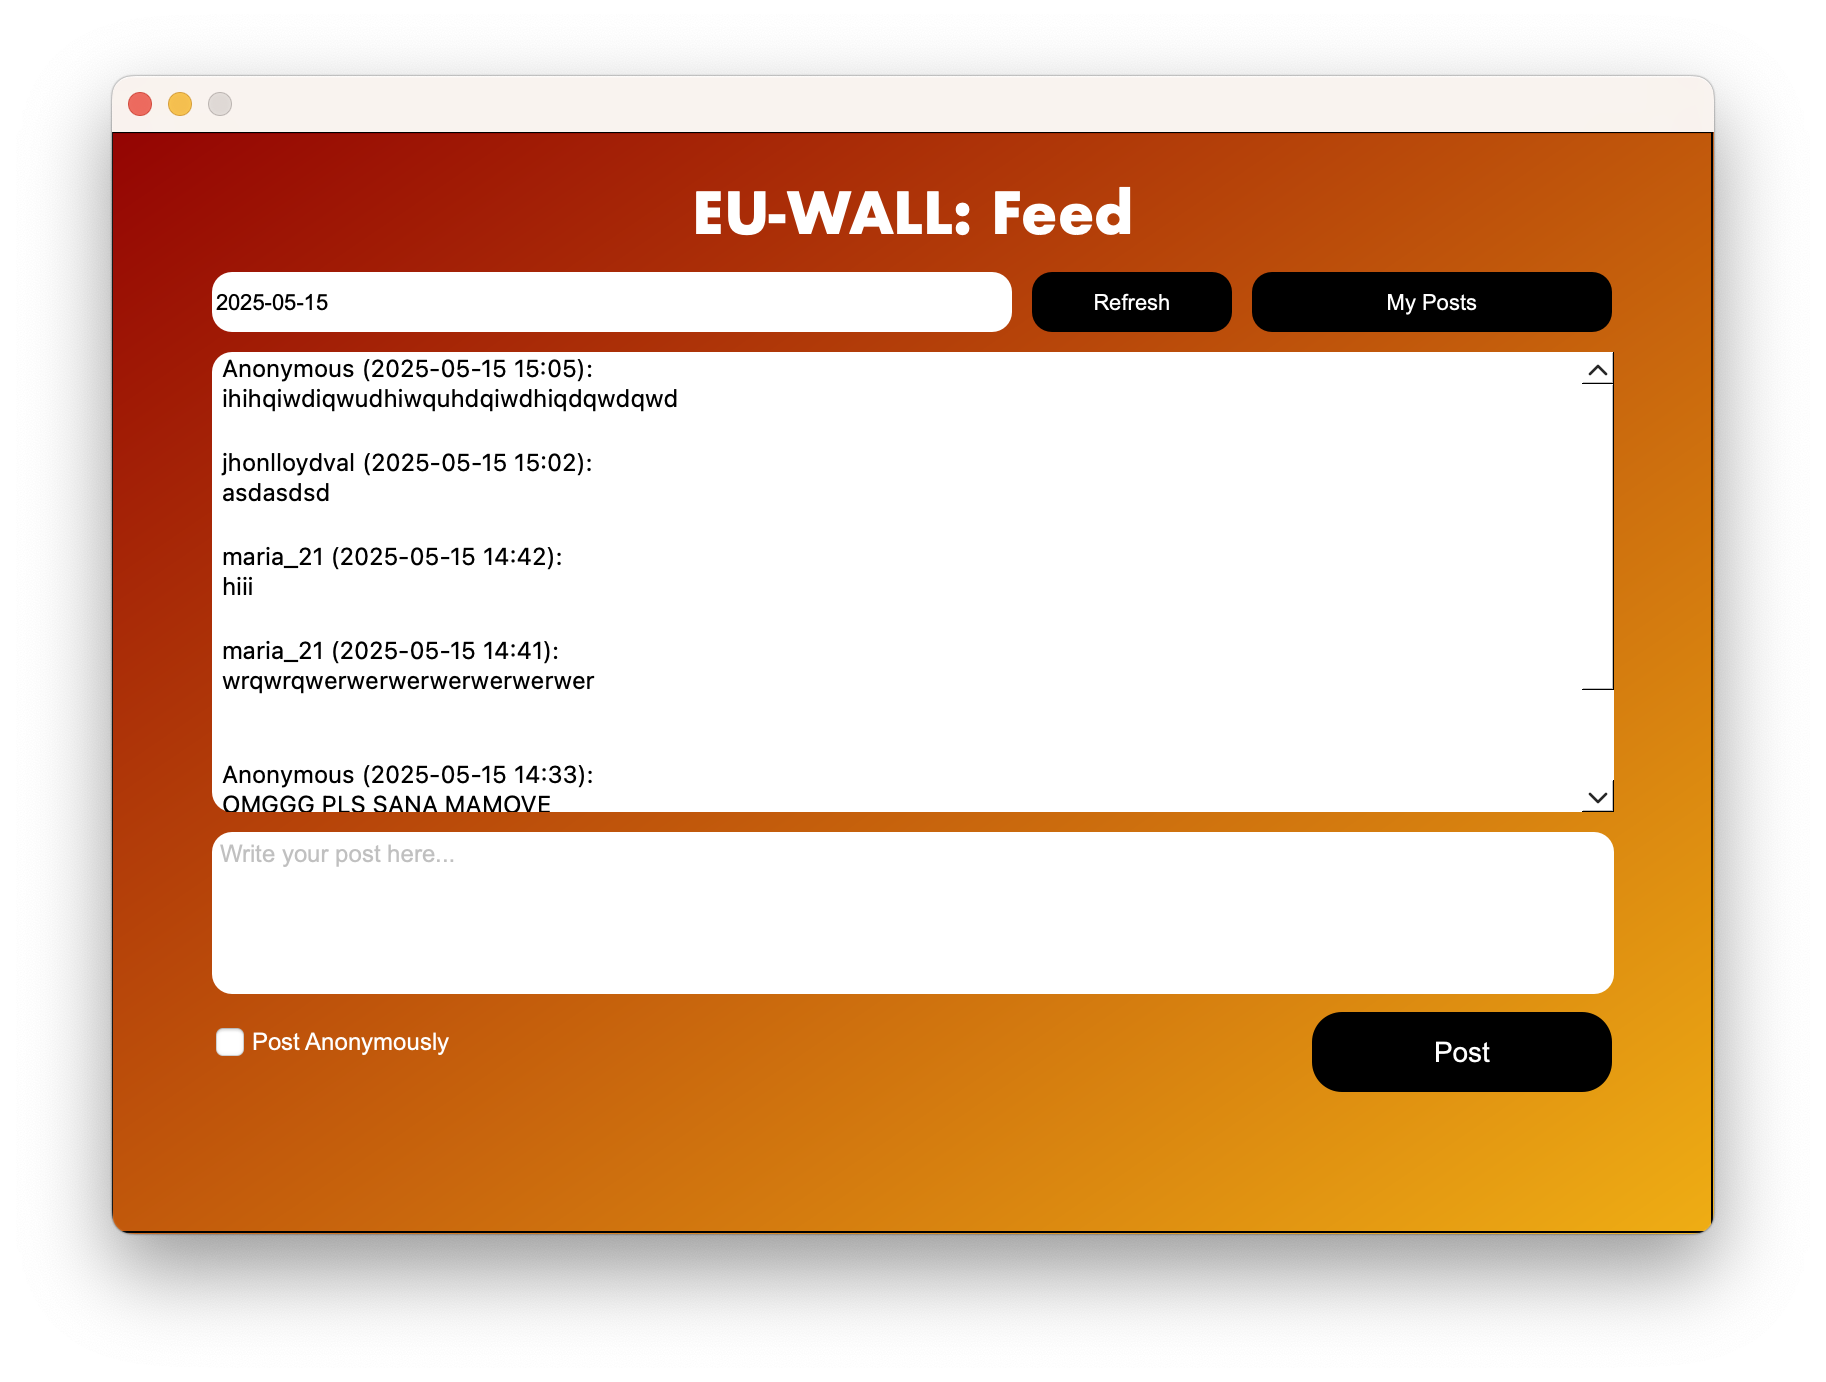 EU-WALL: Feed
2025-05-15
Refresh
My Posts
Anonymous (2025-05-15 15:05):
ihihqiwdiqwudhiwquhdqiwdhiqdqwdqwd
jhonlloydval (2025-05-15 15:02):
asdasdsd
maria_21 (2025-05-15 14:42):
hiii
maria_21 (2025-05-15 14:41):
wrqwrqwerwerwerwerwerwerwer
Anonymous (2025-05-15 14:33):
OMGGG PLS SANA MAMOVE
Write your post here...
Post Anonymously
Post